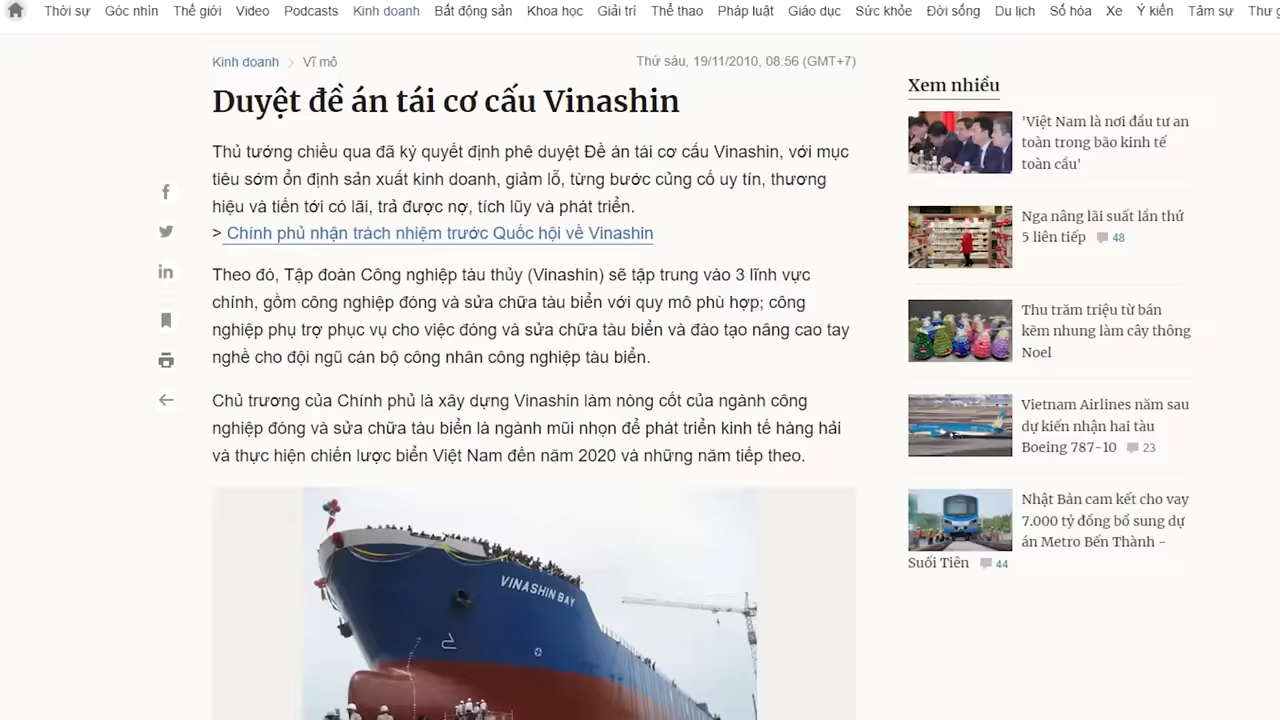 Thời sự Góc nhìn Thế giới Video Podcasts Kinh doanh Bất động sản Khoa học Giải trí Thể thao Pháp luật Giáo dục Sức khỏe Đời sống Du lịch Số hóa Xe Ý kiến Tâm sự Thư g
Kinh doanh > Vĩ mô
Thứ sáu, 19/11/2010, 08:56 (GMT+7)
Duyệt đề án tái cơ cấu Vinashin
Thủ tướng chiều qua đã ký quyết định phê duyệt Đề án tái cơ cấu Vinashin, với mục
tiêu sớm ổn định sản xuất kinh doanh, giảm lỗ, từng bước củng cố uy tín, thương
hiệu và tiến tới có lãi, trả được nợ, tích lũy và phát triển.
> Chính phủ nhận trách nhiệm trước Quốc hội về Vinashin
Theo đó, Tập đoàn Công nghiệp tàu thủy (Vinashin) sẽ tập trung vào 3 lĩnh vực
chính, gồm công nghiệp đóng và sửa chữa tàu biển với quy mô phù hợp; công
nghiệp phụ trợ phục vụ cho việc đóng và sửa chữa tàu biển và đào tạo nâng cao tay
nghề cho đội ngũ cán bộ công nhân công nghiệp tàu biển.
Chủ trương của Chính phủ là xây dựng Vinashin làm nòng cốt của ngành công
nghiệp đóng và sửa chữa tàu biển là ngành mũi nhọn để phát triển kinh tế hàng hải
và thực hiện chiến lược biển Việt Nam đến năm 2020 và những năm tiếp theo.
VINASHIN BAY
Xem nhiều
'Việt Nam là nơi đầu tư an
toàn trong bão kinh tế
toàn cầu'
Nga nâng lãi suất lần thứ
5 liên tiếp 48
Thu trăm triệu từ bán
kẽm nhung làm cây thông
Noel
Vietnam Airlines năm sau
dự kiến nhận hai tàu
Boeing 787-10 23
Nhật Bản cam kết cho vay
7.000 tỷ đồng bổ sung dự
án Metro Bến Thành -
Suối Tiên 44